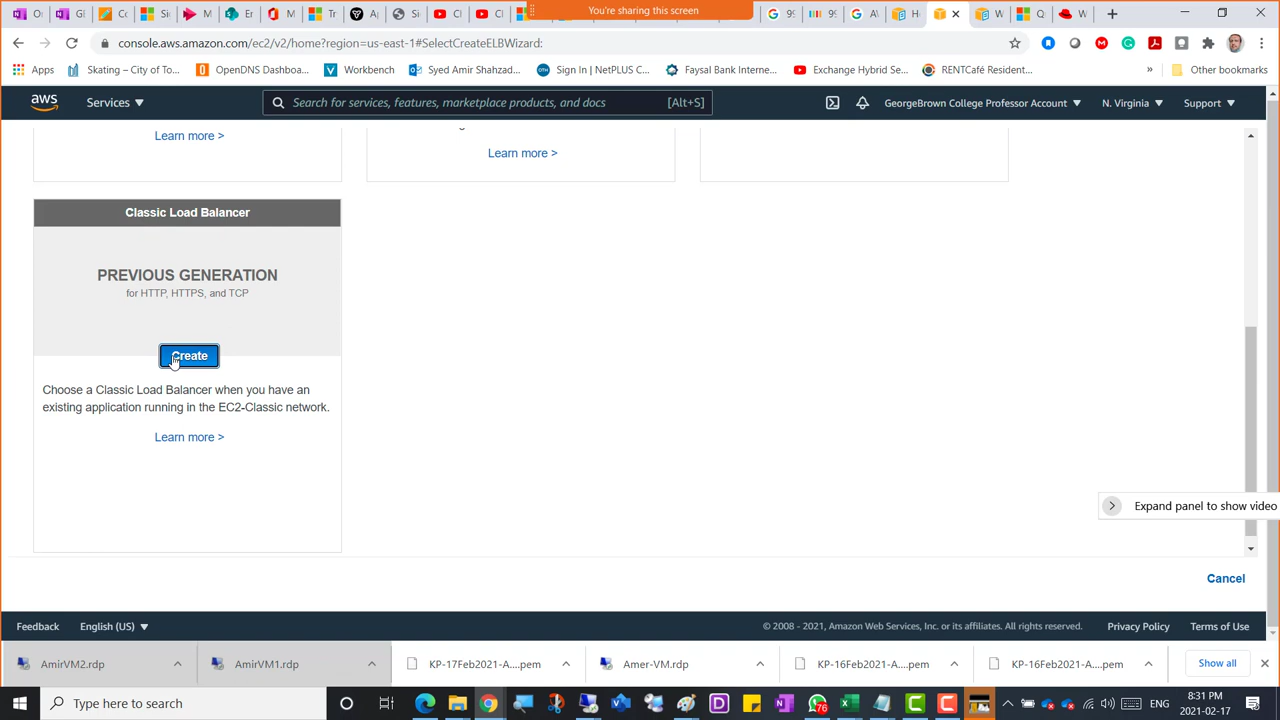 You're sharing this screen
console.aws.amazon.com/ec2/v2/home?region=us-east-1#SelectCreateELBWizard:
Apps
Skating – City of To...
OpenDNS Dashboa...
Workbench
Syed Amir Shahzad...
Sign In | NetPLUS C...
Faysal Bank Interne...
Exchange Hybrid Se...
RENTCafé Resident...
»
Other bookmarks
aws
Services
Search for services, features, marketplace products, and docs
[Alt+S]
GeorgeBrown College Professor Account
N. Virginia
Support
Learn more >
Learn more >
Classic Load Balancer
PREVIOUS GENERATION
for HTTP, HTTPS, and TCP
Create
Choose a Classic Load Balancer when you have an
existing application running in the EC2-Classic network.
Learn more >
Expand panel to show video
Cancel
Feedback
English (US)
© 2008 - 2021, Amazon Web Services, Inc. or its affiliates. All rights reserved.
Privacy Policy
Terms of Use
AmirVM2.rdp
AmirVM1.rdp
KP-17Feb2021-A....pem
Amer-VM.rdp
KP-16Feb2021-A....pem
KP-16Feb2021-A....pem
Show all
Type here to search
76
ENG
8:31 PM
2021-02-17